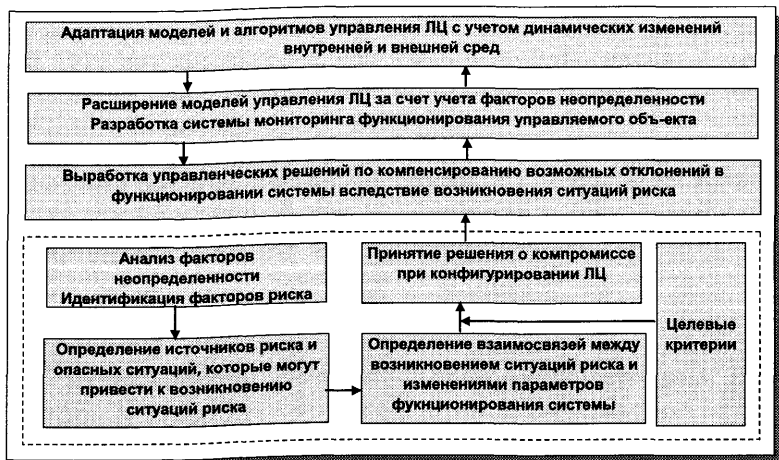 Адаптация моделей и алгоритмов управления ЛЦ с учетом динамических изменений
внутренней и внешней сред
Расширение моделей управления ЛЦ за счет учета факторов неопределенности
Разработка системы мониторинга функционирования управляемого объ-екта
Выработка управленческих решений по компенсированию возможных отклонений в
функционировании системы вследствие возникновения ситуаций риска
Анализ факторов
неопределенности
Идентификация факторов риска
Принятие решения о компромиссе
при конфигурировании ЛЦ
Целевые
критерии
Определение источников риска и
опасных ситуаций, которые могут
привести к возникновению
ситуаций риска
Определение взаимосвязей между
возникновением ситуаций риска и
изменениями параметров
фукнционирования системы